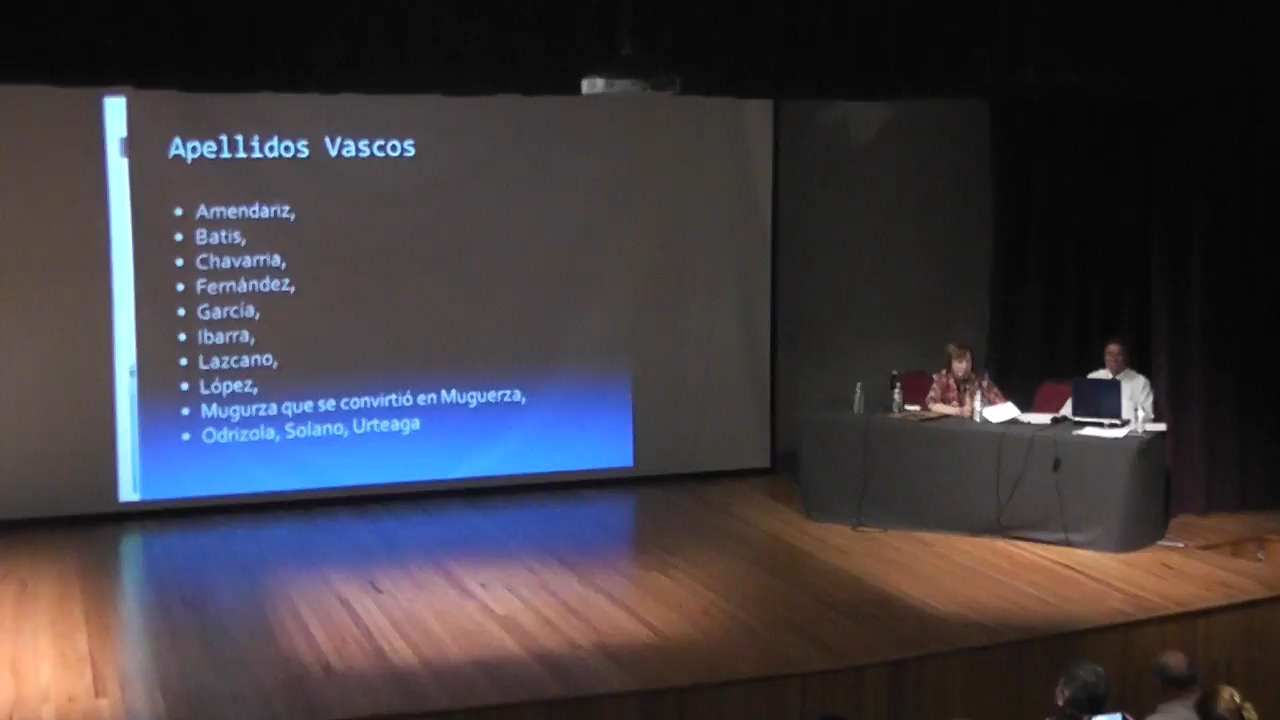 Apellidos Vascos
• Amendariz,
• Batis,
• Chavarria,
• Fernández,
• García,
• Ibarra,
• Lazcano,
• López,
• Mugurza que se convirtió en Muguerza,
• Odrizola, Solano, Urteaga